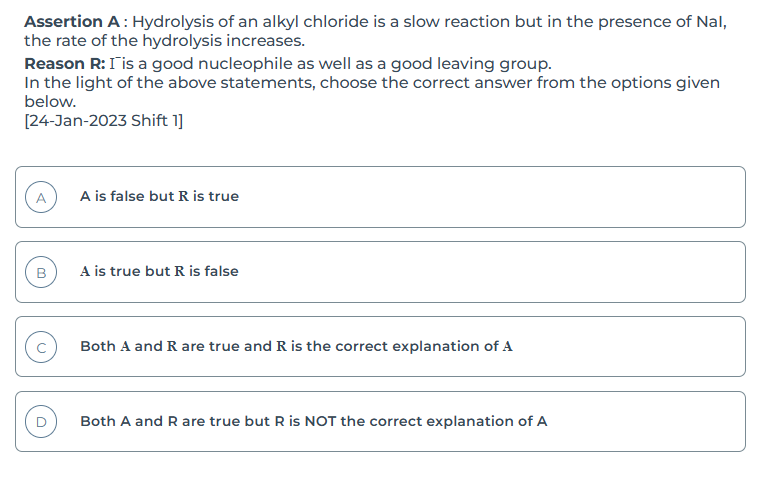 Assertion A : Hydrolysis of an alkyl chloride is a slow reaction but in the presence of NaI,
the rate of the hydrolysis increases.
Reason R: I⁻ is a good nucleophile as well as a good leaving group.
In the light of the above statements, choose the correct answer from the options given
below.
[24-Jan-2023 Shift 1]
A A is false but R is true
B A is true but R is false
C Both A and R are true and R is the correct explanation of A
D Both A and R are true but R is NOT the correct explanation of A